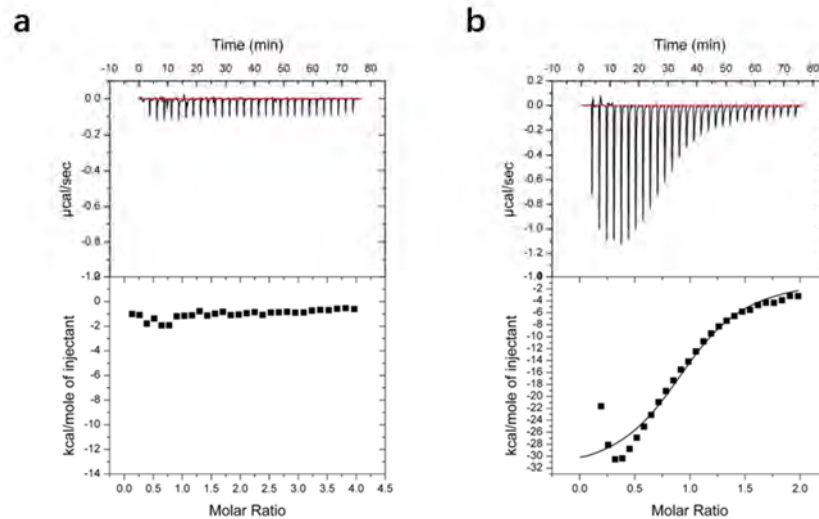 a
Time (min)
-10 0 10 20 30 40 50 60 70 80
0.0
-0.2
-0.4
-0.6
-0.8
-1.0
µcal/sec
0
-2
-4
-6
-8
-10
-12
-14
kcal/mole of injectant
0.0 0.5 1.0 1.5 2.0 2.5 3.0 3.5 4.0 4.5
Molar Ratio
b
Time (min)
-10 0 10 20 30 40 50 60 70 80
0.2
0.0
-0.2
-0.4
-0.6
-0.8
-1.0
-1.2
µcal/sec
-2
-4
-6
-8
-10
-12
-14
-16
-18
-20
-22
-24
-26
-28
-30
-32
kcal/mole of injectant
0.0 0.5 1.0 1.5 2.0
Molar Ratio